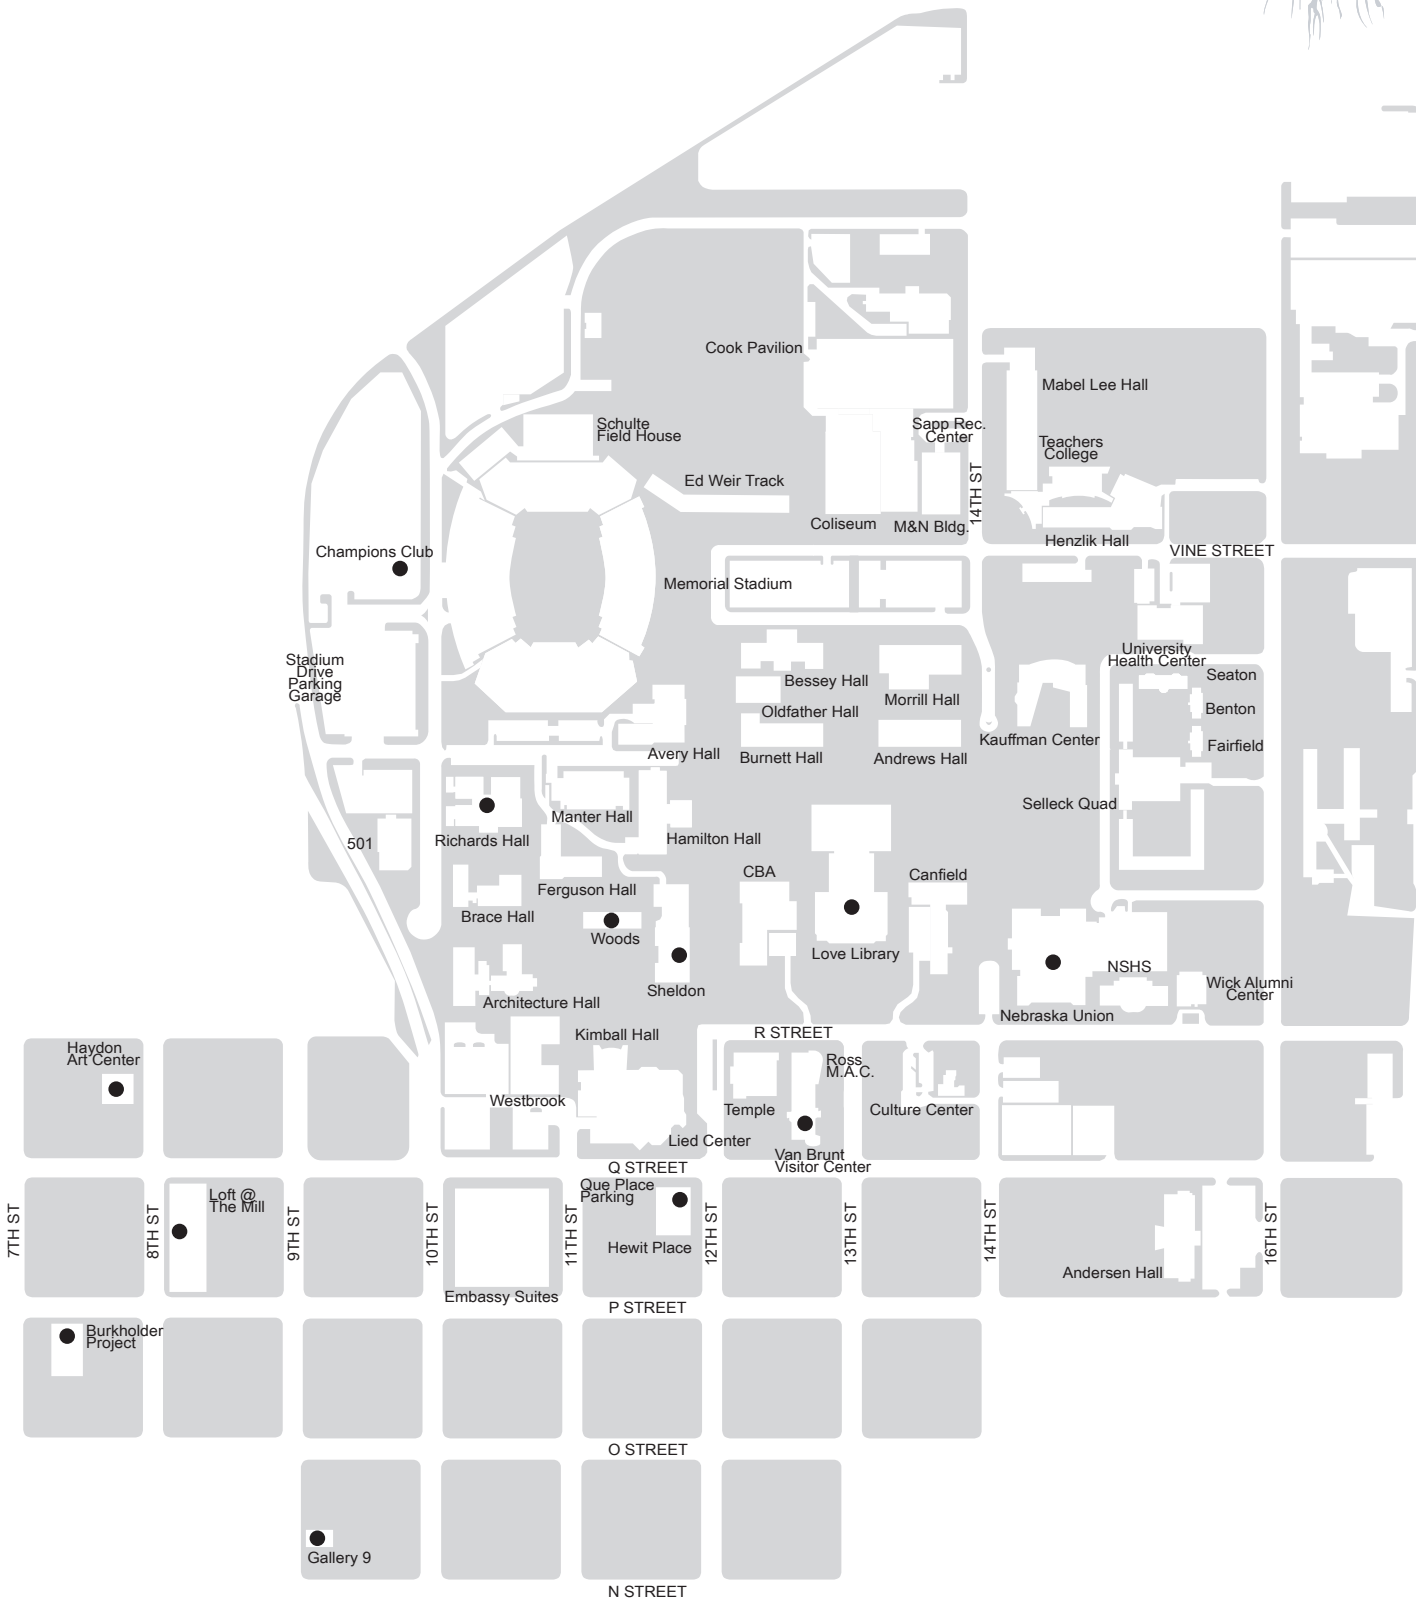 Cook Pavilion
Mabel Lee Hall
Schulte
Field House
Sapp Rec.
Center
Teachers
College
Ed Weir Track
14TH ST
Coliseum
M&N Bldg.
Henzlik Hall
VINE STREET
Champions Club
Memorial Stadium
University
Health Center
Stadium
Drive
Parking
Garage
Seaton
Bessey Hall
Morrill Hall
Benton
Oldfather Hall
Kauffman Center
Fairfield
Avery Hall
Burnett Hall
Andrews Hall
Selleck Quad
Manter Hall
Richards Hall
Hamilton Hall
501
CBA
Canfield
Ferguson Hall
Brace Hall
Woods
Love Library
NSHS
Sheldon
Wick Alumni
Center
Architecture Hall
Nebraska Union
Kimball Hall
R STREET
Haydon
Art Center
Ross
M.A.C.
Westbrook
Temple
Culture Center
Lied Center
Van Brunt
Visitor Center
Q STREET
Que Place
Parking
Loft @
The Mill
7TH ST
8TH ST
9TH ST
10TH ST
11TH ST
12TH ST
13TH ST
14TH ST
16TH ST
Hewit Place
Andersen Hall
Embassy Suites
P STREET
Burkholder
Project
O STREET
Gallery 9
N STREET